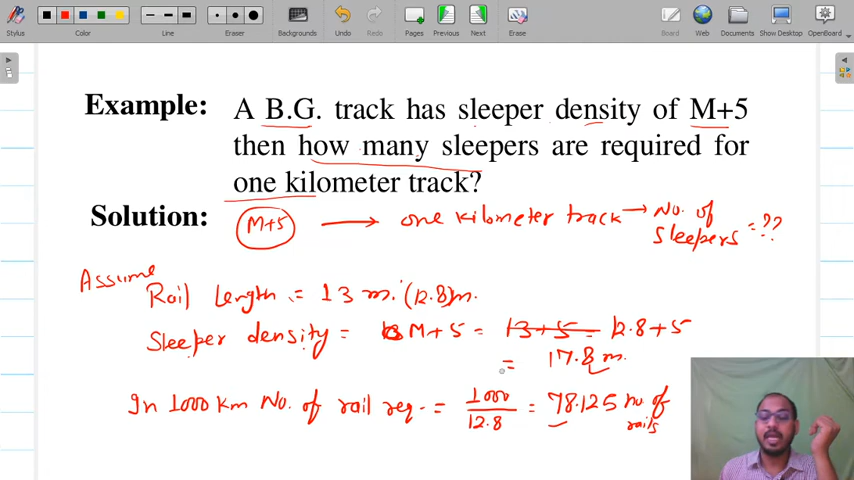 Stylus Color Line Eraser Backgrounds Undo Redo Pages Previous Next Erase Board Web Documents Show Desktop OpenBoard
Example: A B.G. track has sleeper density of M+5
then how many sleepers are required for
one kilometer track?
Solution: M+5 → one kilometer track → No. of
sleepers = ??
Assume
Rail length = 13 m. (12.8)m.
Sleeper density = M+5 = 13+5 = 12.8+5
= 17.8 m.
In 1000 km No. of rail req. = 1000/12.8 = 78.125 no of
rails